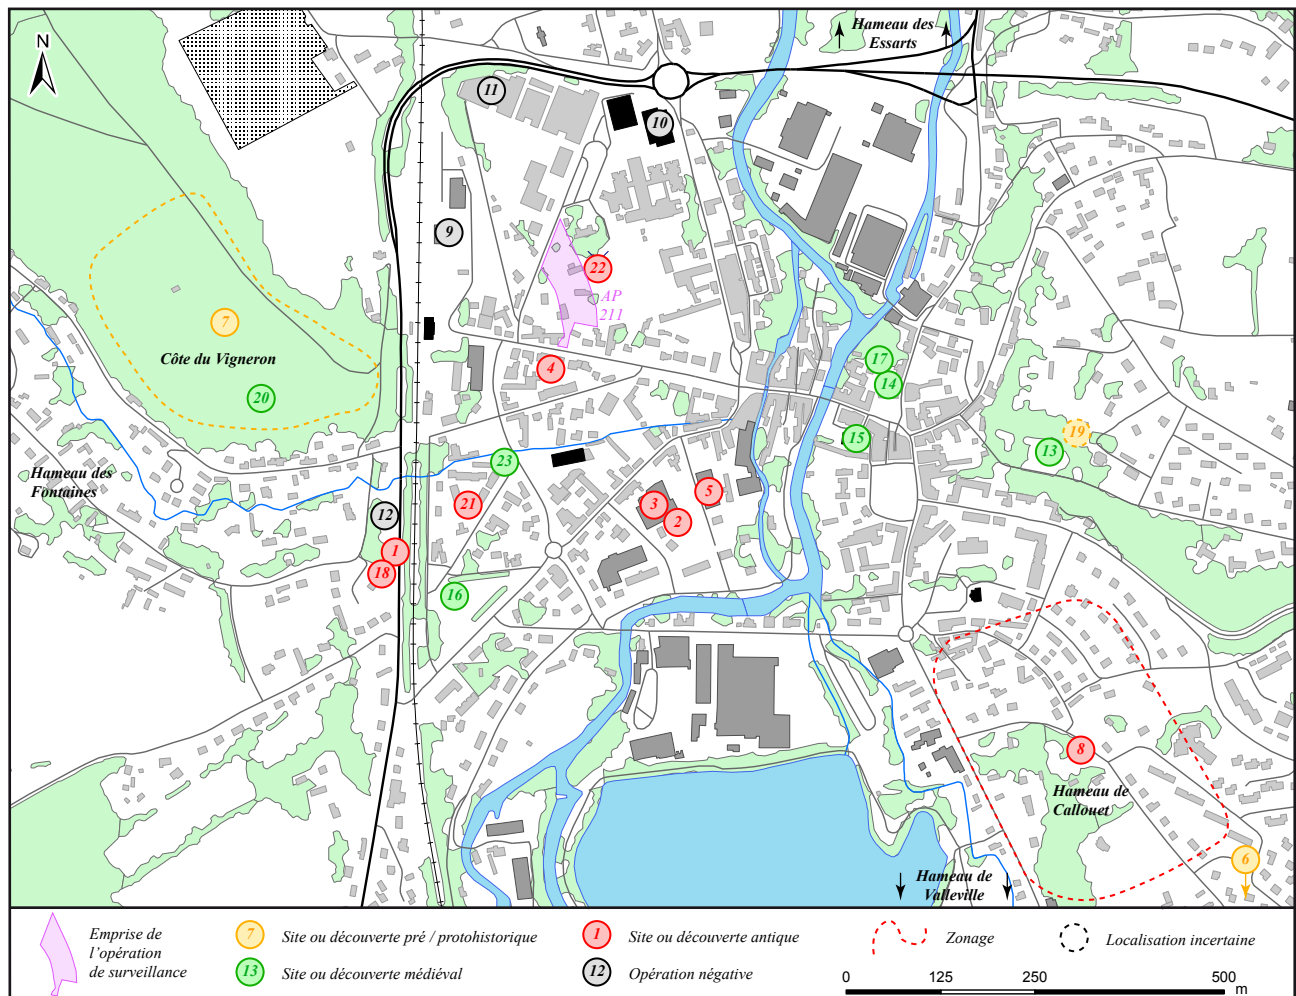 Hameau des
Essarts
N
11
10
9
22
AP
211
7
Côte du Vigneron
20
4
17
14
15
19
13
23
Hameau des
Fontaines
21
3
5
2
12
1
18
16
8
Hameau de
Callouet
6
Hameau de
Valleville
Emprise de
l'opération
de surveillance
7 Site ou découverte pré / protohistorique
13 Site ou découverte médiéval
1 Site ou découverte antique
12 Opération négative
Zonage
Localisation incertaine
0 125 250 500
m